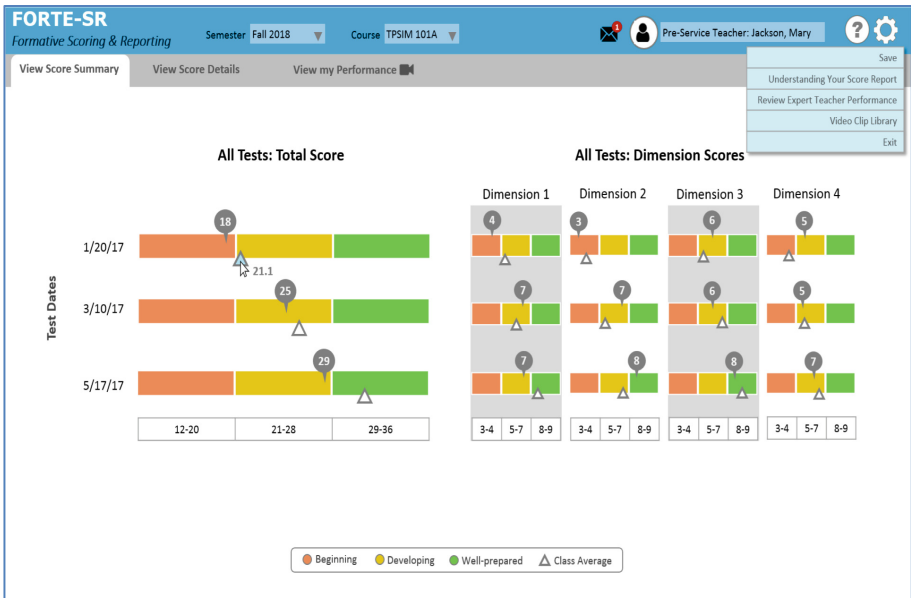 FORTE-SR
Formative Scoring & Reporting
Semester Fall 2018 Course TPSIM 101A
1
Pre-Service Teacher: Jackson, Mary
?
View Score Summary View Score Details View my Performance
Save
Understanding Your Score Report
Review Expert Teacher Performance
Video Clip Library
Exit
All Tests: Total Score
All Tests: Dimension Scores
Dimension 1 Dimension 2 Dimension 3 Dimension 4
Test Dates
18 4 3 6 5
1/20/17
21.1
25 7 7 6 5
3/10/17
29 7 8 8 7
5/17/17
12-20 21-28 29-36
3-4 5-7 8-9 3-4 5-7 8-9 3-4 5-7 8-9 3-4 5-7 8-9
Beginning Developing Well-prepared Class Average